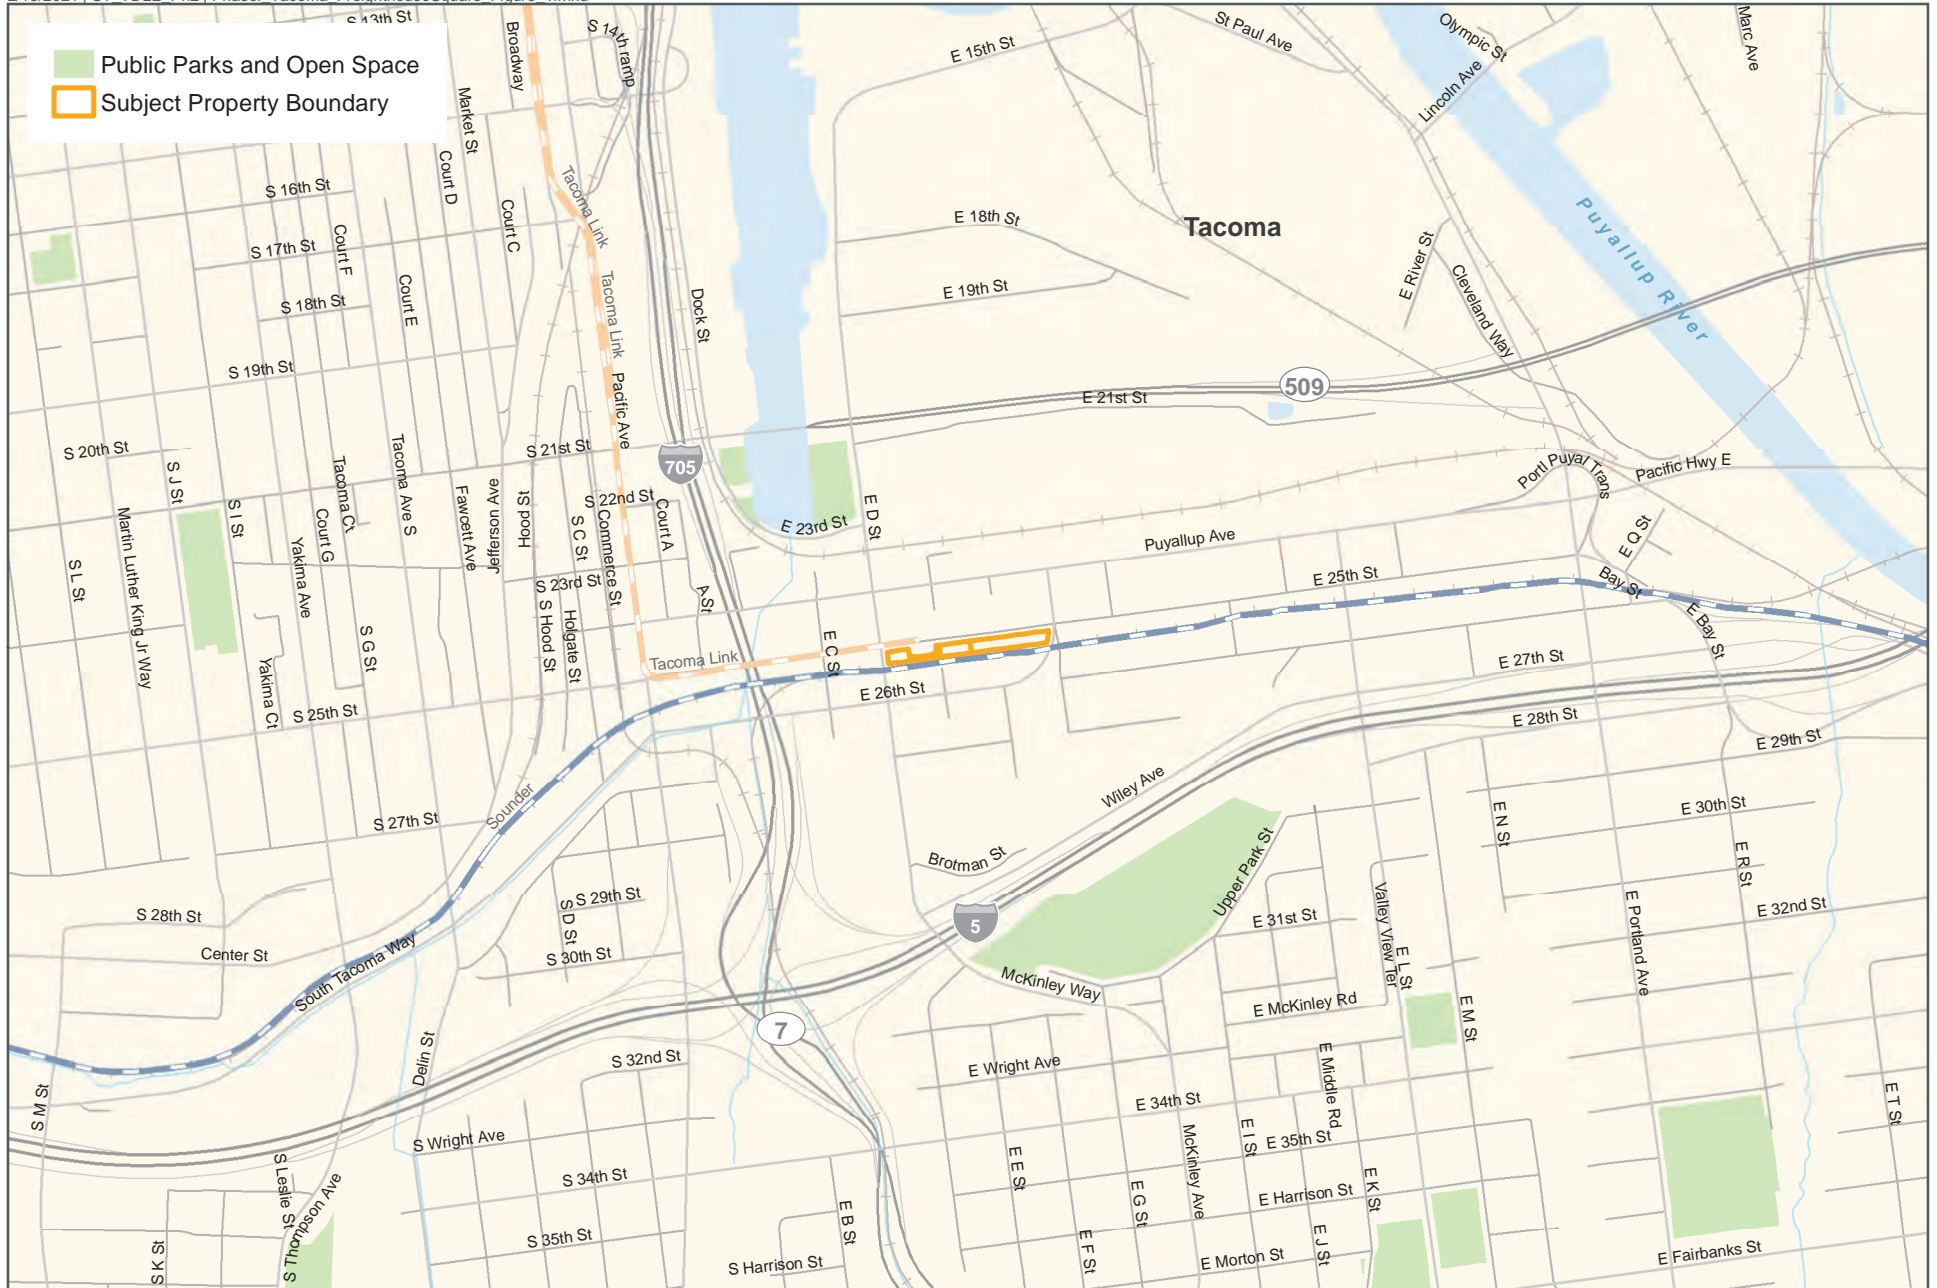 Public Parks and Open Space
Subject Property Boundary
S 13th St
Broadway
S 14th ramp
E 15th St
St Paul Ave
Olympic St
Lincoln Ave
Marc Ave
Market St
Court D
S 16th St
Court C
Tacoma Link
Court F
S 17th St
Court E
S 18th St
Tacoma Link
Dock St
E 18th St
E 19th St
Tacoma
E River St
Cleveland Way
Puyallup River
S 19th St
Pacific Ave
509
E 21st St
S 20th St
S J St
S I St
Tacoma Ct
Court G
Tacoma Ave S
Fawcett Ave
Jefferson Ave
Hood St
S 21st St
705
S 22nd St
Court A
S C St
Commerce St
E 23rd St
E D St
Portl Puyal Trans
Pacific Hwy E
E Q St
Puyallup Ave
E 25th St
Bay St
E Bay St
S L St
Martin Luther King Jr Way
Yakima Ave
S G St
Yakima Ct
S 23rd St
S Hood St
Holgate St
A St
Tacoma Link
E C St
E 26th St
E 27th St
E 28th St
E 29th St
S 25th St
Sounder
S 27th St
Wiley Ave
Brotman St
Upper Park St
E N St
E 30th St
E R St
S 28th St
Center St
South Tacoma Way
S D St
S 29th St
S 30th St
5
McKinley Way
E 31st St
Valley View Ter
E L St
E Portland Ave
E 32nd St
E McKinley Rd
E M St
7
Delin St
S 32nd St
E Wright Ave
E Middle Rd
E 34th St
S M St
S Wright Ave
E T St
E E St
McKinley Ave
E I St
E 35th St
S Leslie St
S Thompson Ave
S 34th St
E G St
E Harrison St
E K St
S K St
S 35th St
S Harrison St
E B St
E F St
E Morton St
E J St
E Fairbanks St